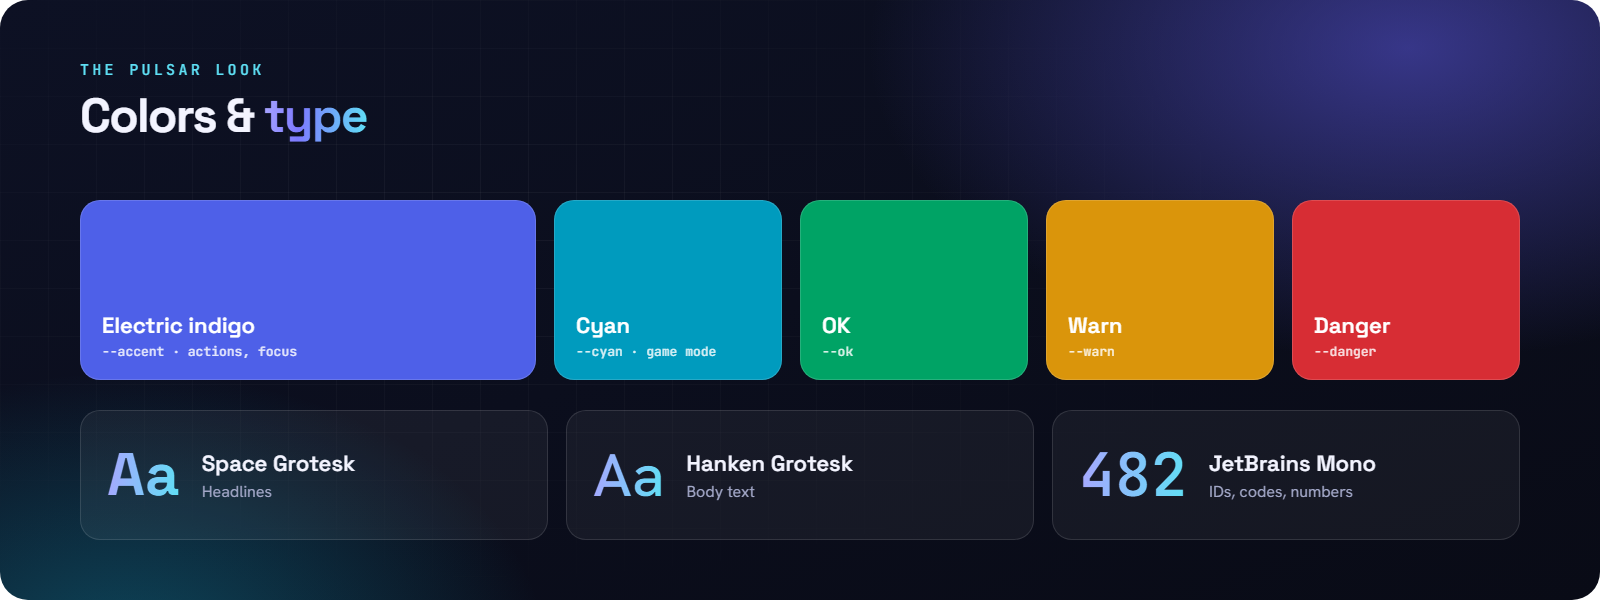 THE PULSAR LOOK
Colors & type
Electric indigo
--accent · actions, focus
Cyan
--cyan · game mode
OK
--ok
Warn
--warn
Danger
--danger
Aa
Space Grotesk
Headlines
Aa
Hanken Grotesk
Body text
482
JetBrains Mono
IDs, codes, numbers